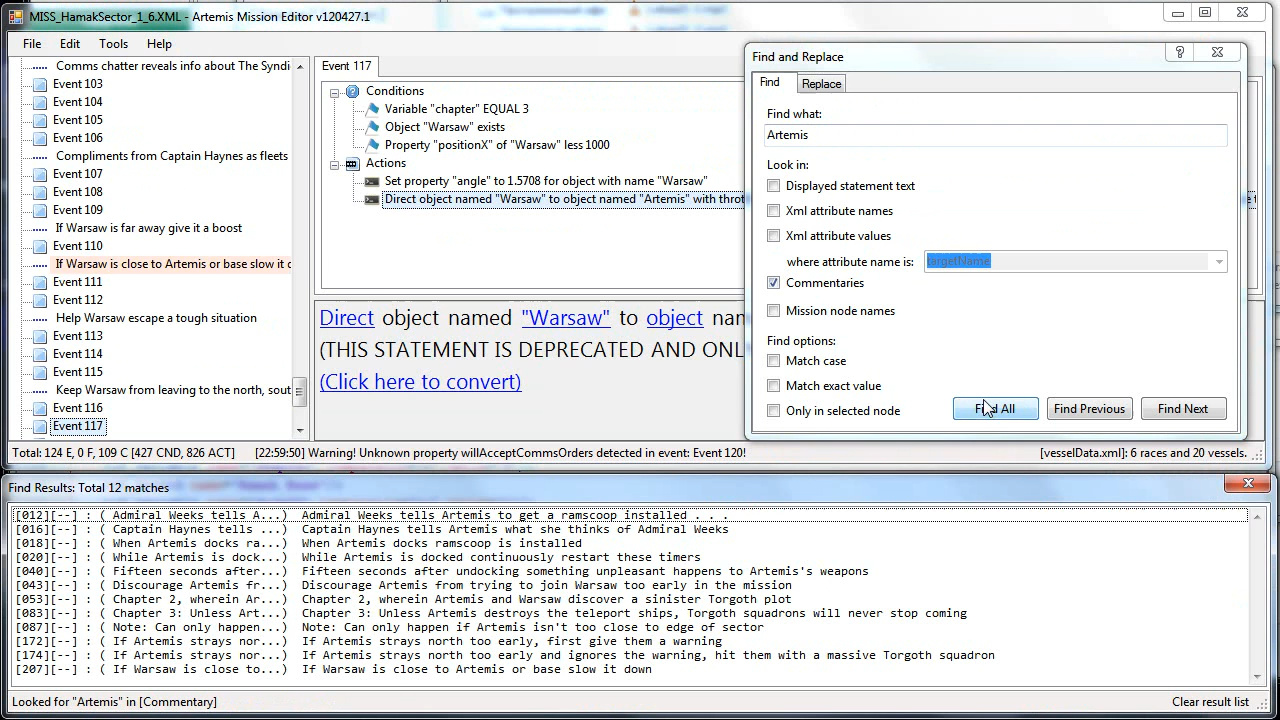 MISS_HamakSector_1_6.XML - Artemis Mission Editor v120427.1
File Edit Tools Help
Comms chatter reveals info about The Syndi
Event 103
Event 104
Event 105
Event 106
Compliments from Captain Haynes as fleets
Event 107
Event 108
Event 109
If Warsaw is far away give it a boost
Event 110
If Warsaw is close to Artemis or base slow it d
Event 111
Event 112
Help Warsaw escape a tough situation
Event 113
Event 114
Event 115
Keep Warsaw from leaving to the north, sout
Event 116
Event 117
Event 117
Conditions
Variable "chapter" EQUAL 3
Object "Warsaw" exists
Property "positionX" of "Warsaw" less 1000
Actions
Set property "angle" to 1.5708 for object with name "Warsaw"
Direct object named "Warsaw" to object named "Artemis" with thrott
Direct object named "Warsaw" to object nam
(THIS STATEMENT IS DEPRECATED AND ONL
(Click here to convert)
Find and Replace
Find Replace
Find what:
Artemis
Look in:
Displayed statement text
Xml attribute names
Xml attribute values
where attribute name is: targetName
Commentaries
Mission node names
Find options:
Match case
Match exact value
Only in selected node
Find All Find Previous Find Next
Total: 124 E, 0 F, 109 C [427 CND, 826 ACT] [22:59:50] Warning! Unknown property willAcceptCommsOrders detected in event: Event 120! [vesselData.xml]: 6 races and 20 vessels.
Find Results: Total 12 matches
[012][--] : ( Admiral Weeks tells A...) Admiral Weeks tells Artemis to get a ramscoop installed . . .
[016][--] : ( Captain Haynes tells ...) Captain Haynes tells Artemis what she thinks of Admiral Weeks
[018][--] : ( When Artemis docks ra...) When Artemis docks ramscoop is installed
[020][--] : ( While Artemis is dock...) While Artemis is docked continuously restart these timers
[040][--] : ( Fifteen seconds after...) Fifteen seconds after undocking something unpleasant happens to Artemis's weapons
[043][--] : ( Discourage Artemis fr...) Discourage Artemis from trying to join Warsaw too early in the mission
[053][--] : ( Chapter 2, wherein Ar...) Chapter 2, wherein Artemis and Warsaw discover a sinister Torgoth plot
[083][--] : ( Chapter 3: Unless Art...) Chapter 3: Unless Artemis destroys the teleport ships, Torgoth squadrons will never stop coming
[087][--] : ( Note: Can only happen...) Note: Can only happen if Artemis isn't too close to edge of sector
[172][--] : ( If Artemis strays nor...) If Artemis strays north too early, first give them a warning
[174][--] : ( If Artemis strays nor...) If Artemis strays north too early and ignores the warning, hit them with a massive Torgoth squadron
[207][--] : ( If Warsaw is close to...) If Warsaw is close to Artemis or base slow it down
Looked for "Artemis" in [Commentary] Clear result list